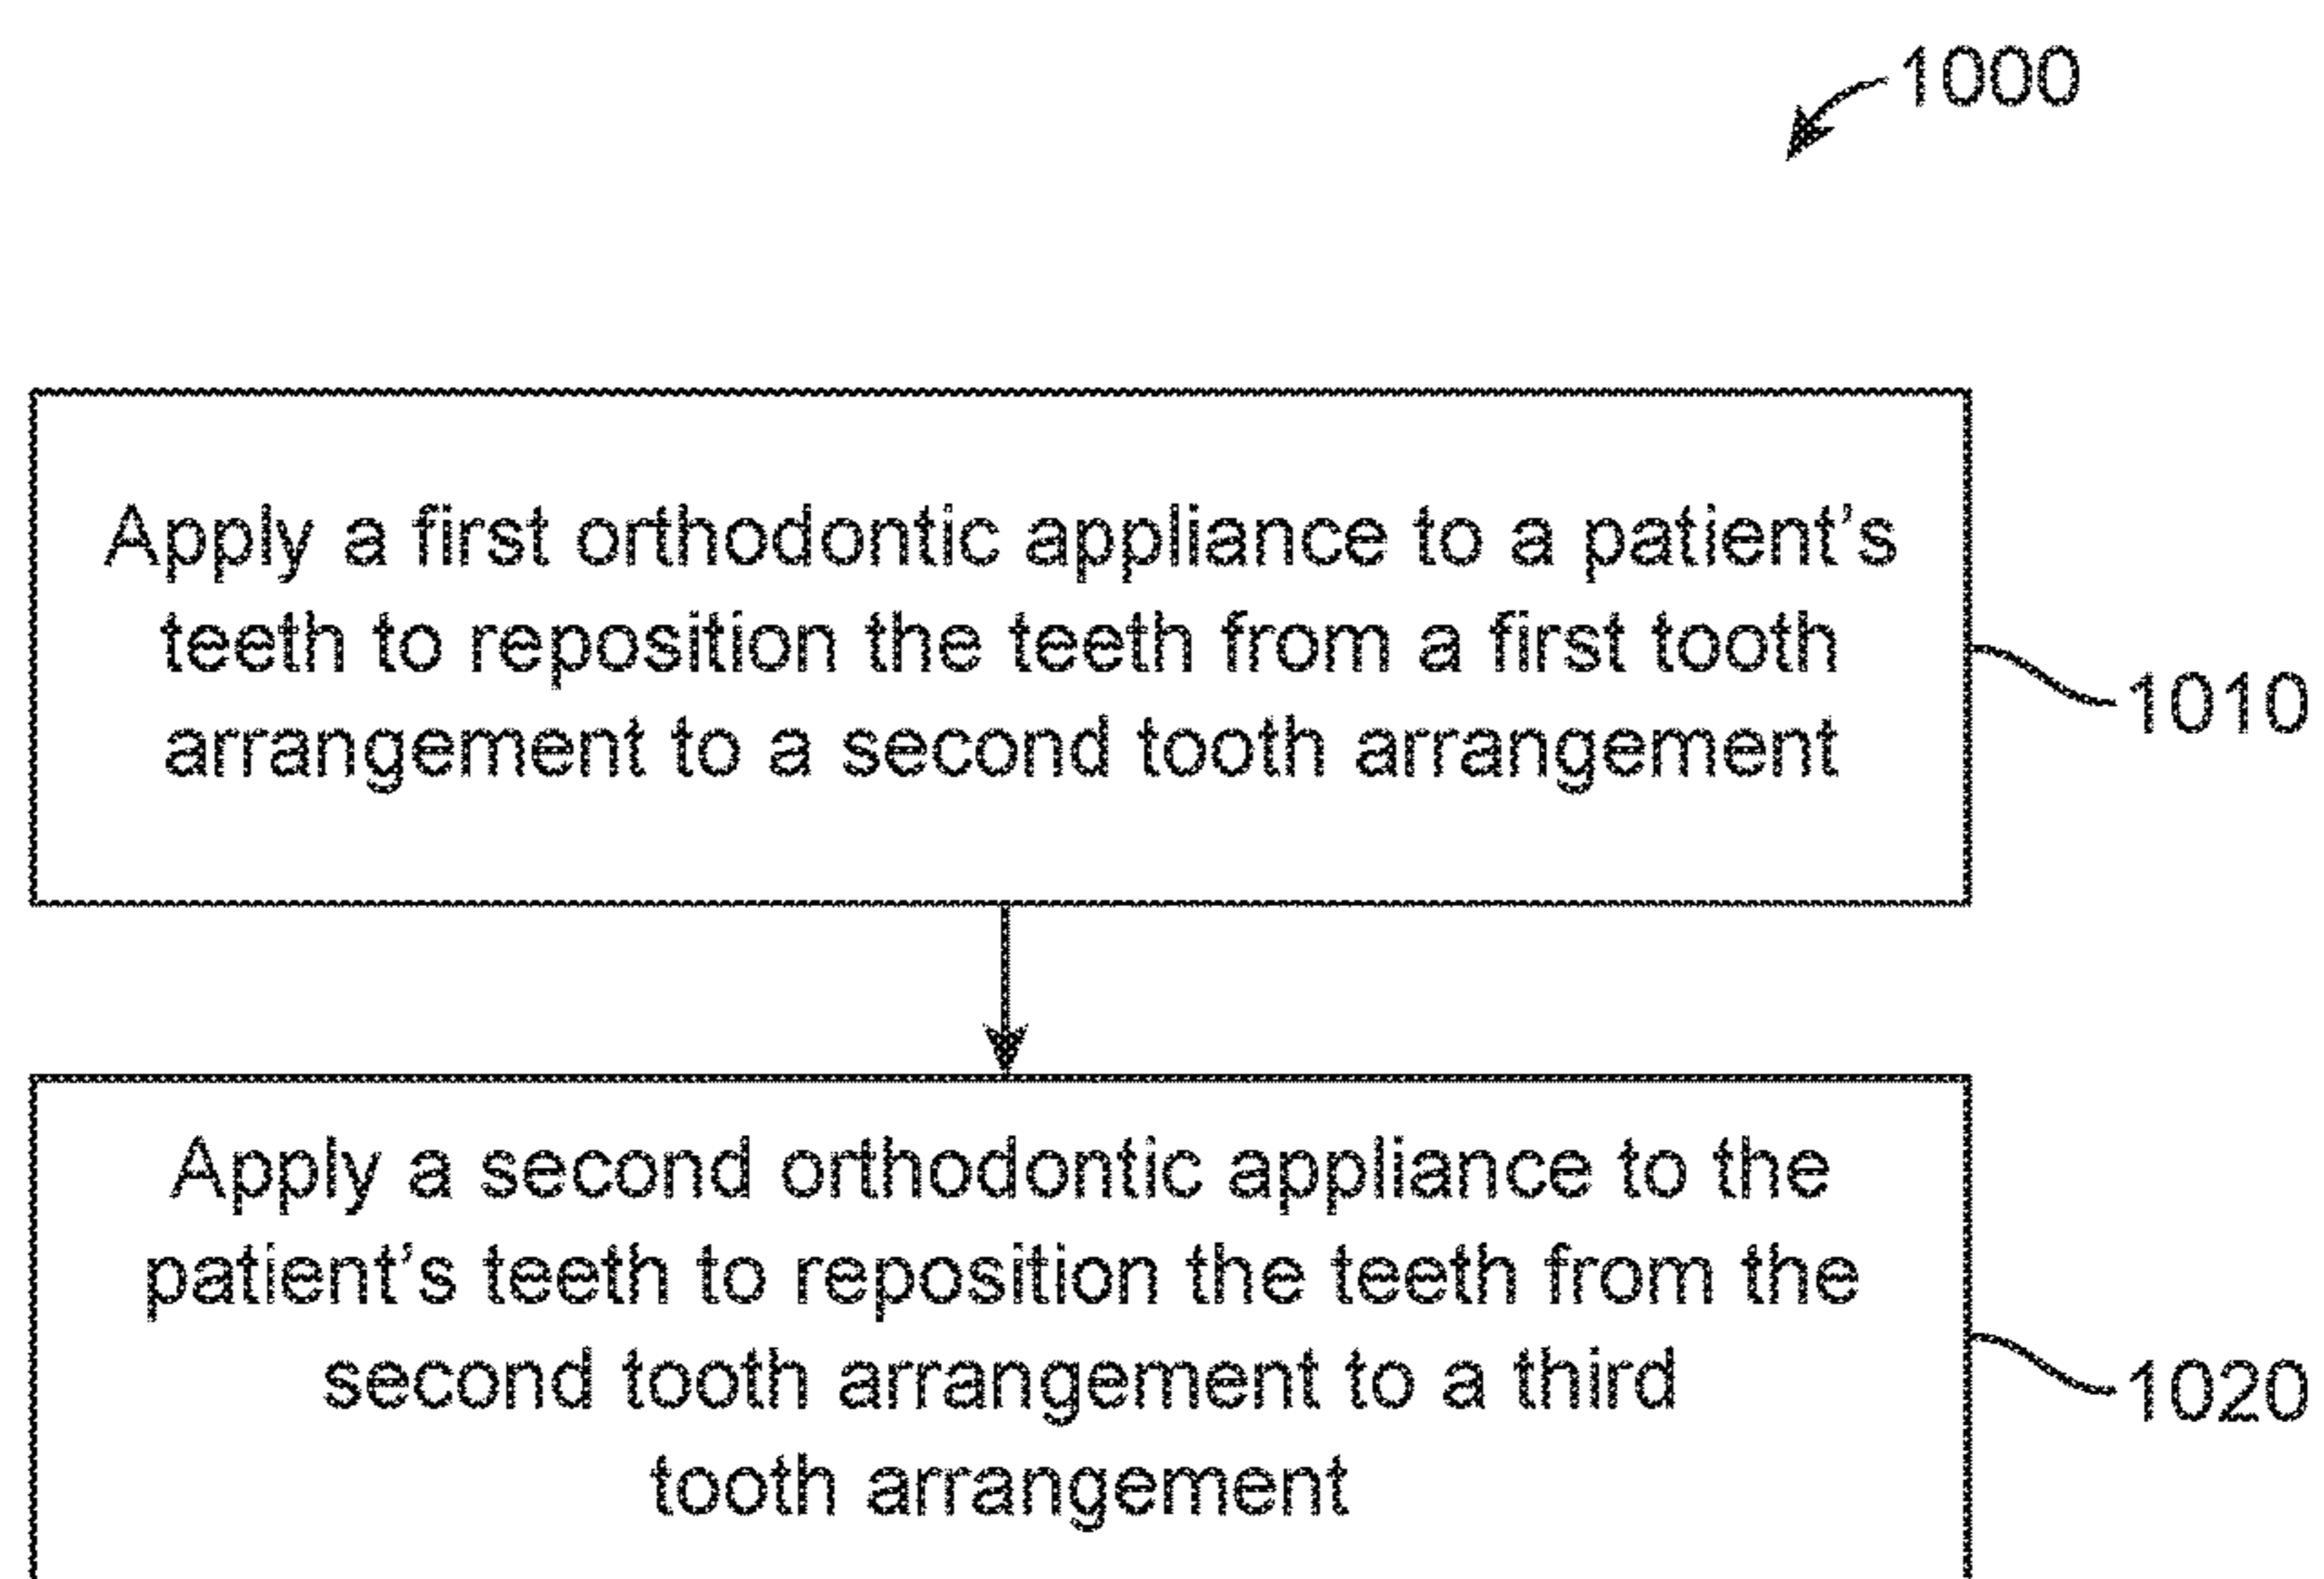 1000
Apply a first orthodontic appliance to a patient's
teeth to reposition the teeth from a first tooth
arrangement to a second tooth arrangement
1010
Apply a second orthodontic appliance to the
patient's teeth to reposition the teeth from the
second tooth arrangement to a third
tooth arrangement
1020